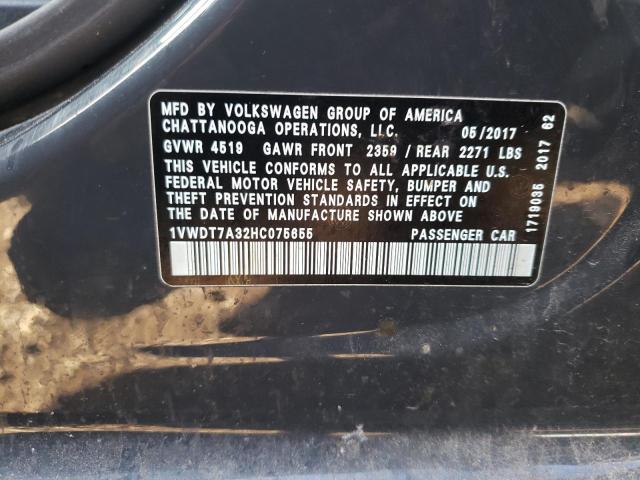 MFD BY VOLKSWAGEN GROUP OF AMERICA
CHATTANOOGA OPERATIONS, LLC. 05/2017
GVWR 4519 GAWR FRONT 2359 / REAR 2271 LBS
THIS VEHICLE CONFORMS TO ALL APPLICABLE U.S.
FEDERAL MOTOR VEHICLE SAFETY, BUMPER AND
THEFT PREVENTION STANDARDS IN EFFECT ON
THE DATE OF MANUFACTURE SHOWN ABOVE
1VWDT7A32HC075655 PASSENGER CAR
1719035 2017 62